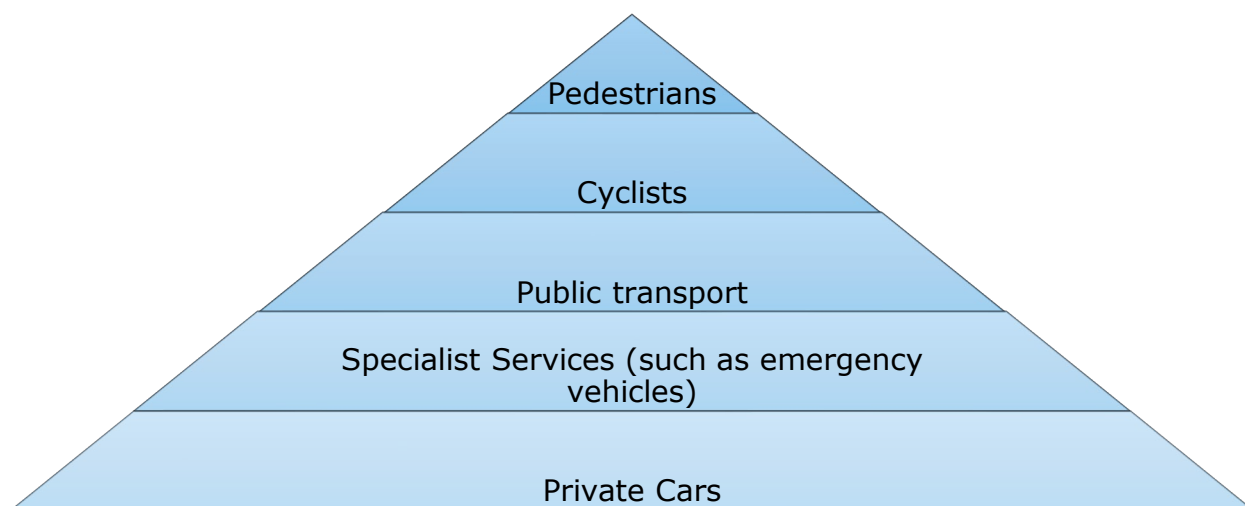 Pedestrians
Cyclists
Public transport
Specialist Services (such as emergency
vehicles)
Private Cars